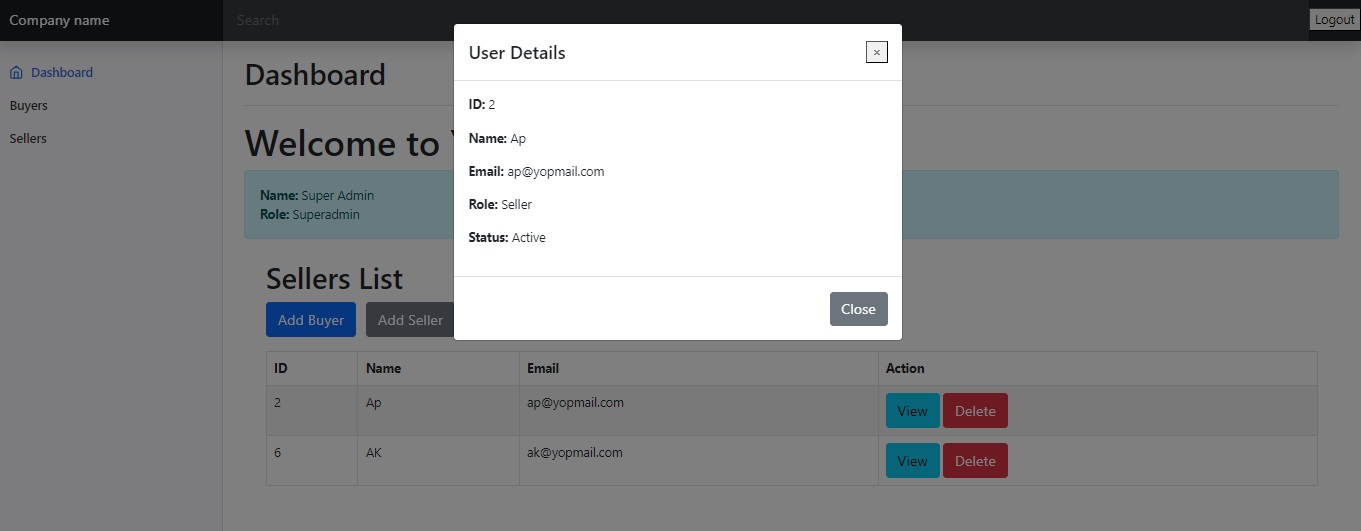 Company name
Search
Logout
User Details
×
Dashboard
Dashboard
Buyers
Sellers
ID: 2
Name: Ap
Email: ap@yopmail.com
Role: Seller
Status: Active
Close
Welcome to
Name: Super Admin
Role: Superadmin
Sellers List
Add Buyer
Add Seller
ID Name Email Action
2 Ap ap@yopmail.com View Delete
6 AK ak@yopmail.com View Delete